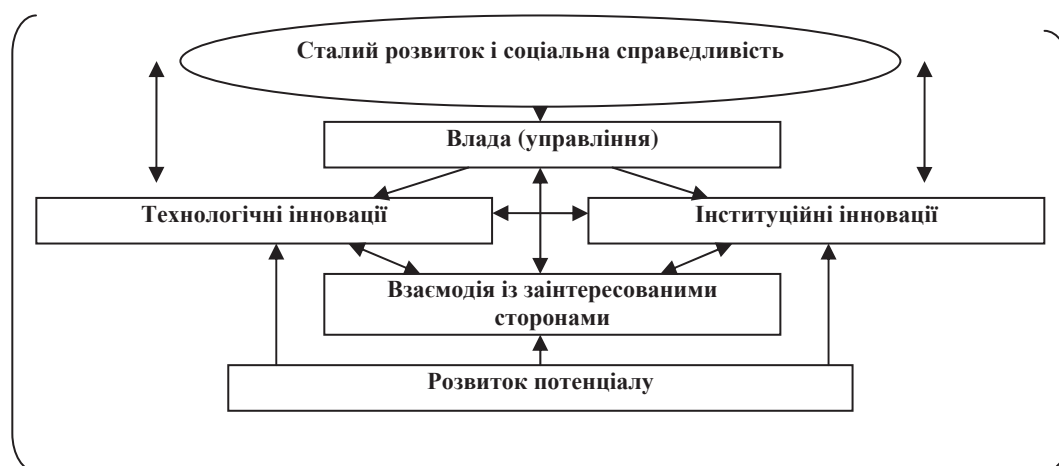 Сталий розвиток і соціальна справедливість
Влада (управління)
Технологічні інновації
Інституційні інновації
Взаємодія із заінтересованими
сторонами
Розвиток потенціалу